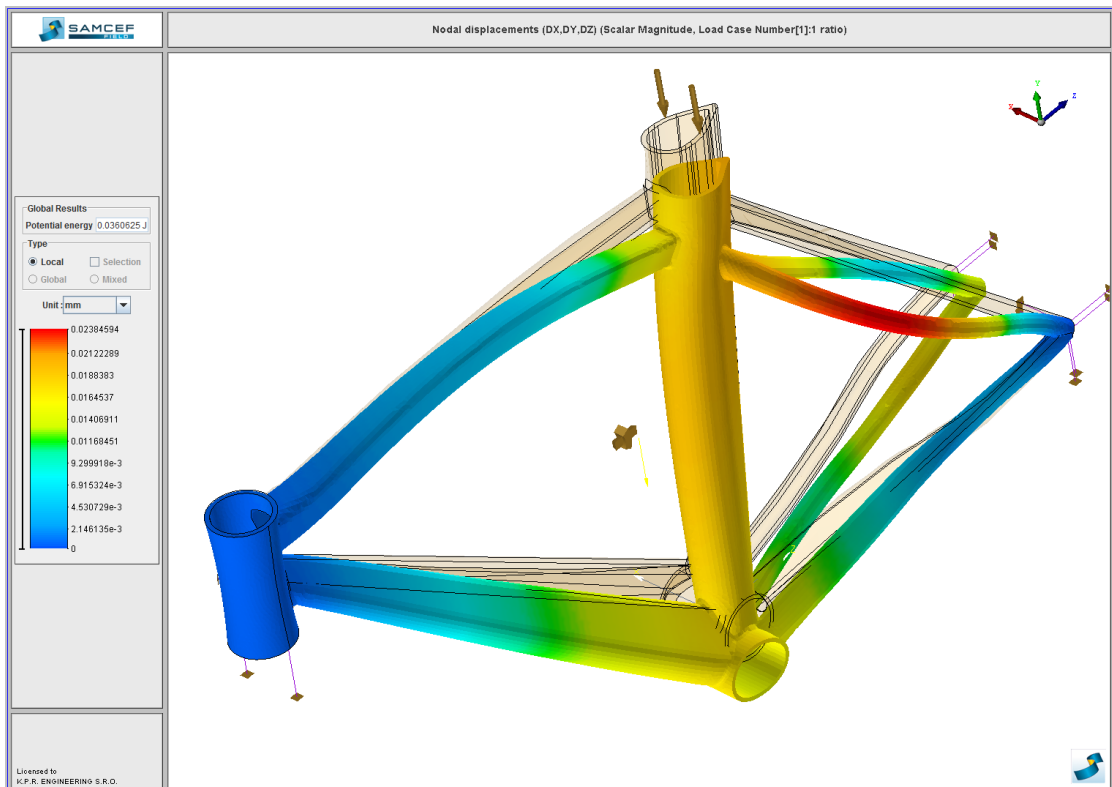 SAMCEF
FIELD
Nodal displacements (DX,DY,DZ) (Scalar Magnitude, Load Case Number[1]:1 ratio)
Y
X
Z
Global Results
Potential energy 0.0360625 J
Type
Local Selection
Global Mixed
Unit : mm
0.02384594
0.02122289
0.0188383
0.0164537
0.01406911
0.01168451
9.299918e-3
6.915324e-3
4.530729e-3
2.146135e-3
0
Licensed to
K.P.R. ENGINEERING S.R.O.